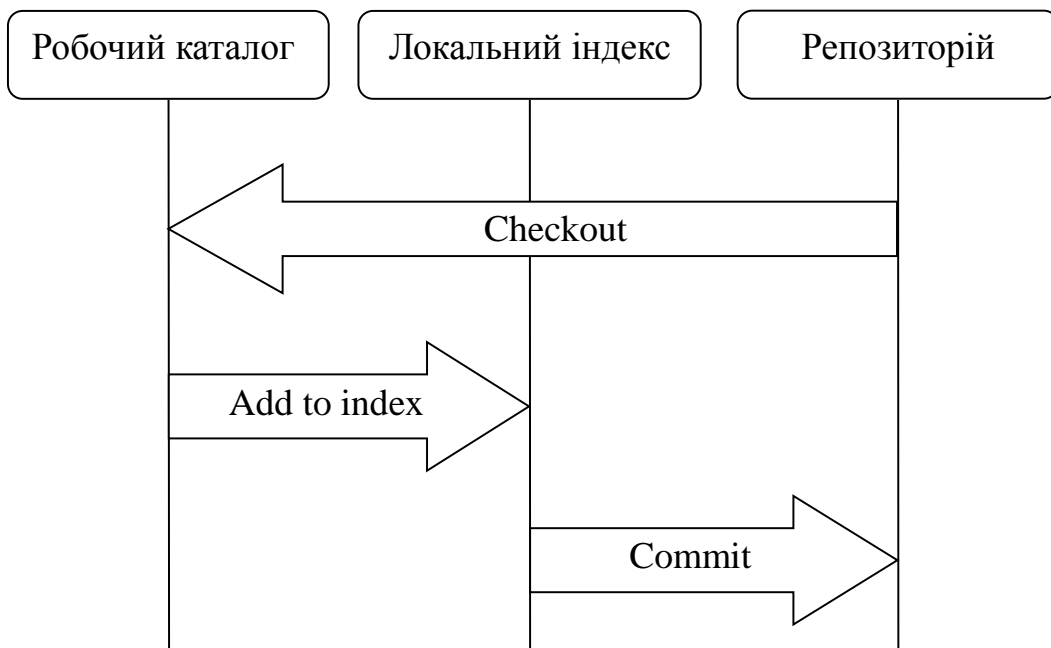 Робочий каталог
Локальний індекс
Репозиторій
Checkout
Add to index
Commit